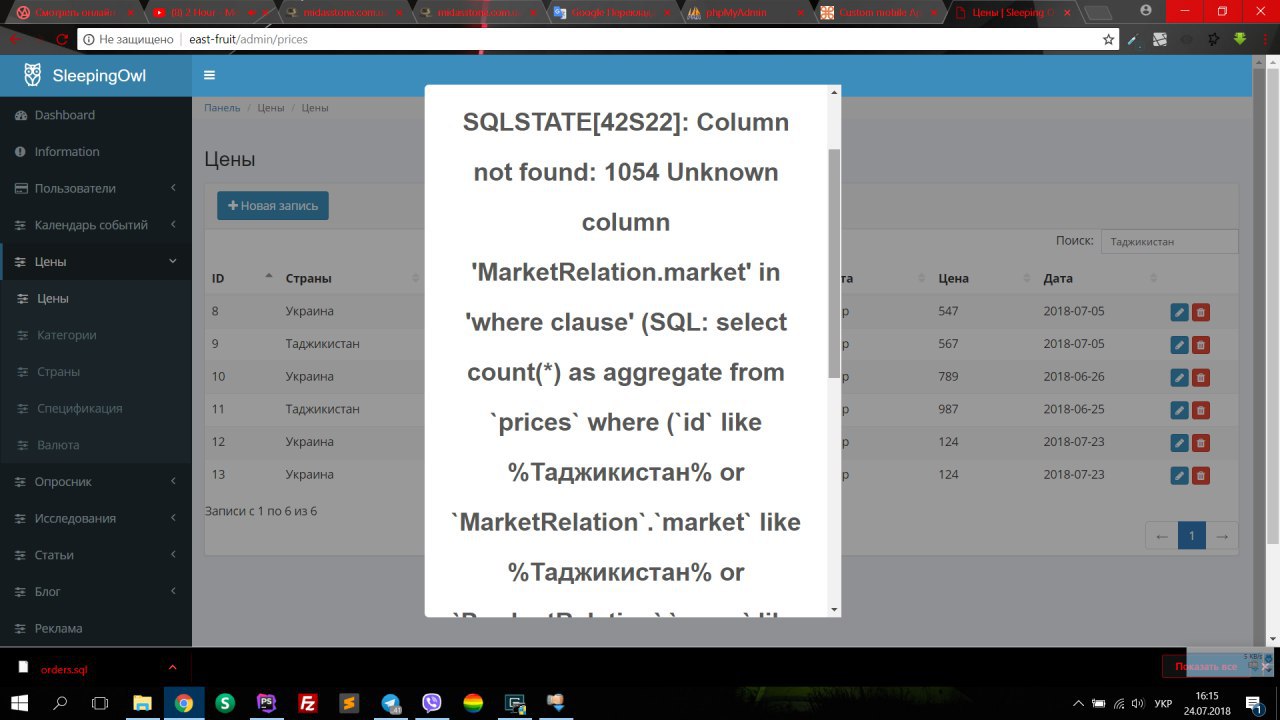 Смотреть онлайн
2 Hour
midasstone.com.ua
midasstone.com.ua
Google Переклад
phpMyAdmin
Custom mobile Ap
Цены | Sleeping O
Не защищено
east-fruit/admin/prices
SleepingOwl
Dashboard
Information
Пользователи
Календарь событий
Цены
Цены
Категории
Страны
Спецификация
Валюта
Опросник
Исследования
Статьи
Блог
Реклама
Панель / Цены / Цены
Цены
Новая запись
Поиск: Таджикистан
ID Страны Цена Дата
8 Украина 547 2018-07-05
9 Таджикистан 567 2018-07-05
10 Украина 789 2018-06-26
11 Таджикистан 987 2018-06-25
12 Украина 124 2018-07-23
13 Украина 124 2018-07-23
Записи с 1 по 6 из 6
← 1 →
SQLSTATE[42S22]: Column
not found: 1054 Unknown
column
'MarketRelation.market' in
'where clause' (SQL: select
count(*) as aggregate from
`prices` where (`id` like
%Таджикистан% or
`MarketRelation`.`market` like
%Таджикистан% or
orders.sql
Показать все
5 KB/s
УКР
16:15
24.07.2018